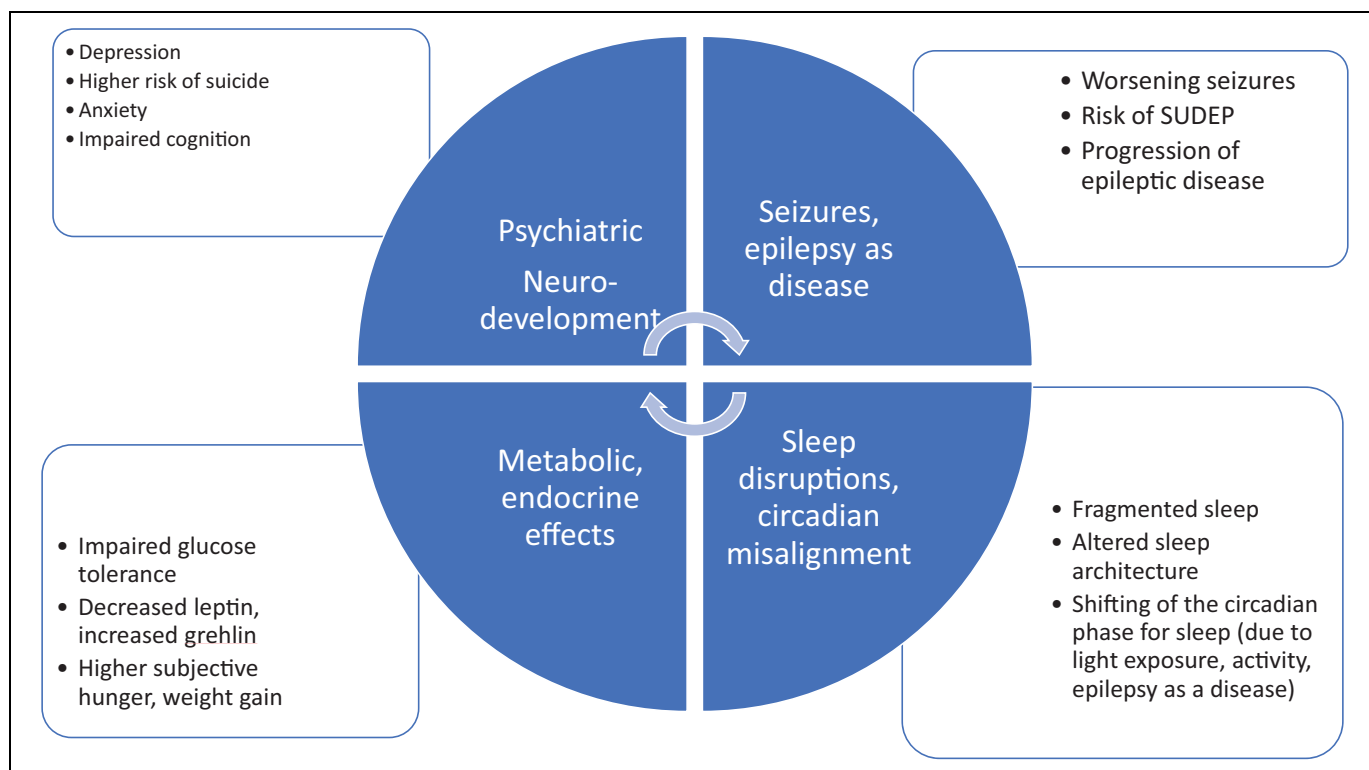 • Depression
• Higher risk of suicide
• Anxiety
• Impaired cognition
Psychiatric
Neuro-
development
Seizures,
epilepsy as
disease
• Worsening seizures
• Risk of SUDEP
• Progression of
epileptic disease
• Impaired glucose
tolerance
• Decreased leptin,
increased grehlin
• Higher subjective
hunger, weight gain
Metabolic,
endocrine
effects
Sleep
disruptions,
circadian
misalignment
• Fragmented sleep
• Altered sleep
architecture
• Shifting of the circadian
phase for sleep (due to
light exposure, activity,
epilepsy as a disease)